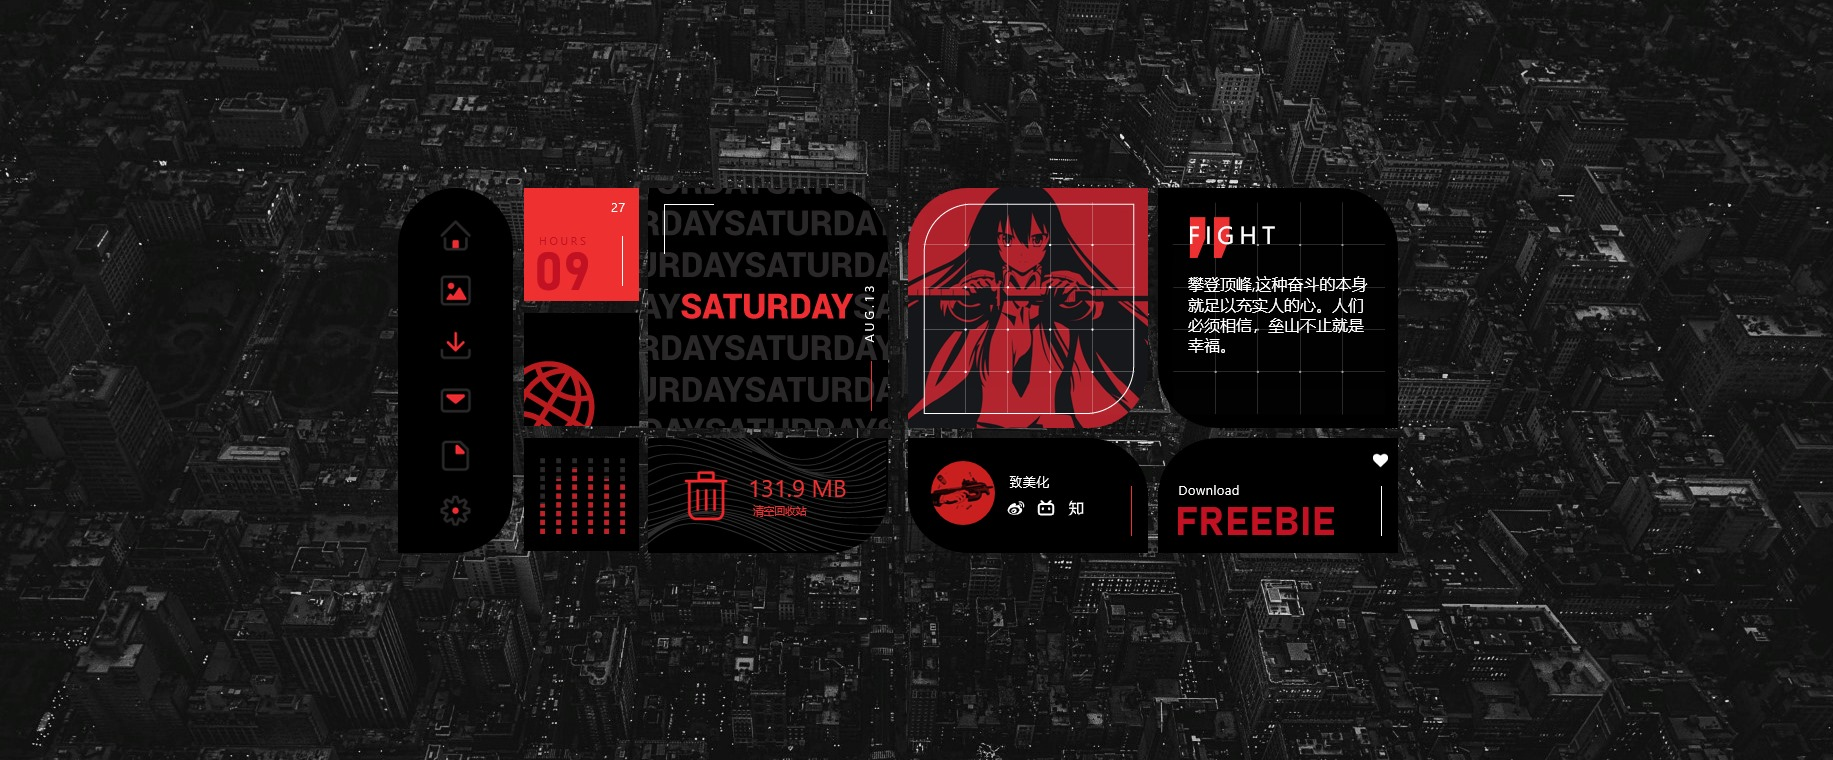 27
HOURS
09
RDAYSATURDA
URDAYSATURDA
AYSATURDAYSA
RDAYSATURDA
URDAYSATURDA
AUG.13
131.9 MB
清空回收站
FIGHT
攀登顶峰,这种奋斗的本身
就足以充实人的心。人们
必须相信，垒山不止就是
幸福。
致美化
知
Download
FREEBIE